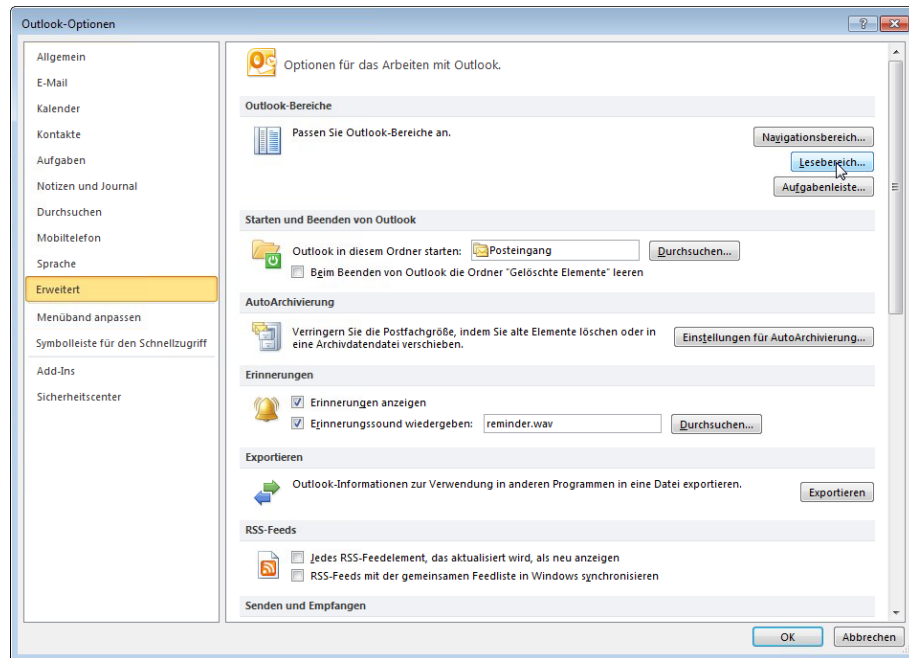 Outlook-Optionen
Allgemein
E-Mail
Kalender
Kontakte
Aufgaben
Notizen und Journal
Durchsuchen
Mobiltelefon
Sprache
Erweitert
Menüband anpassen
Symbolleiste für den Schnellzugriff
Add-Ins
Sicherheitscenter
Optionen für das Arbeiten mit Outlook.
Outlook-Bereiche
Passen Sie Outlook-Bereiche an.
Navigationsbereich...
Lesebereich...
Aufgabenleiste...
Starten und Beenden von Outlook
Outlook in diesem Ordner starten: Posteingang Durchsuchen...
Beim Beenden von Outlook die Ordner "Gelöschte Elemente" leeren
AutoArchivierung
Verringern Sie die Postfachgröße, indem Sie alte Elemente löschen oder in
eine Archivdatendatei verschieben.
Einstellungen für AutoArchivierung...
Erinnerungen
Erinnerungen anzeigen
Erinnerungssound wiedergeben: reminder.wav Durchsuchen...
Exportieren
Outlook-Informationen zur Verwendung in anderen Programmen in eine Datei exportieren.
Exportieren
RSS-Feeds
Jedes RSS-Feedelement, das aktualisiert wird, als neu anzeigen
RSS-Feeds mit der gemeinsamen Feedliste in Windows synchronisieren
Senden und Empfangen
OK Abbrechen